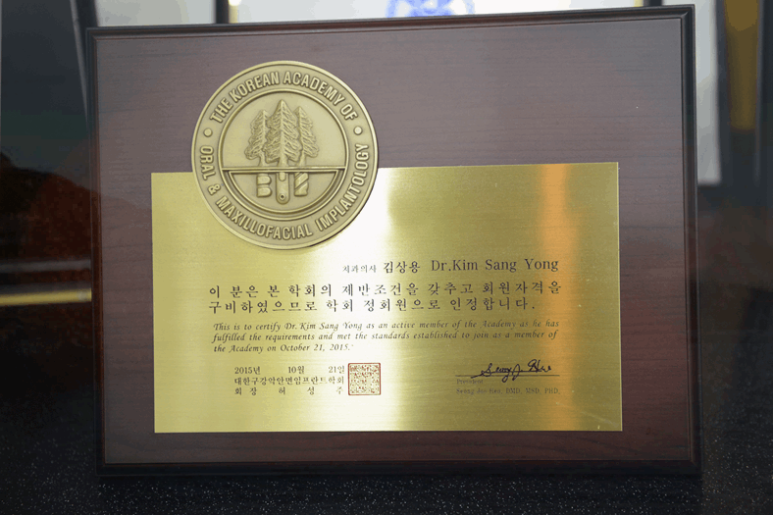 THE KOREAN ACADEMY OF
ORAL & MAXILLOFACIAL IMPLANTOLOGY
치과의사 김상용 Dr.Kim Sang Yong
이 분은 본 학회의 제반조건을 갖추고 회원자격을
구비하였으므로 학회 정회원으로 인정합니다.
This is to certify Dr. Kim Sang Yong as an active member of the Academy as he has
fulfilled the requirements and met the standards established to join as a member of
the Academy on October 21, 2015.
2015년 10월 21일
대한구강악안면임프란트학회
회 장 허 성 주
President